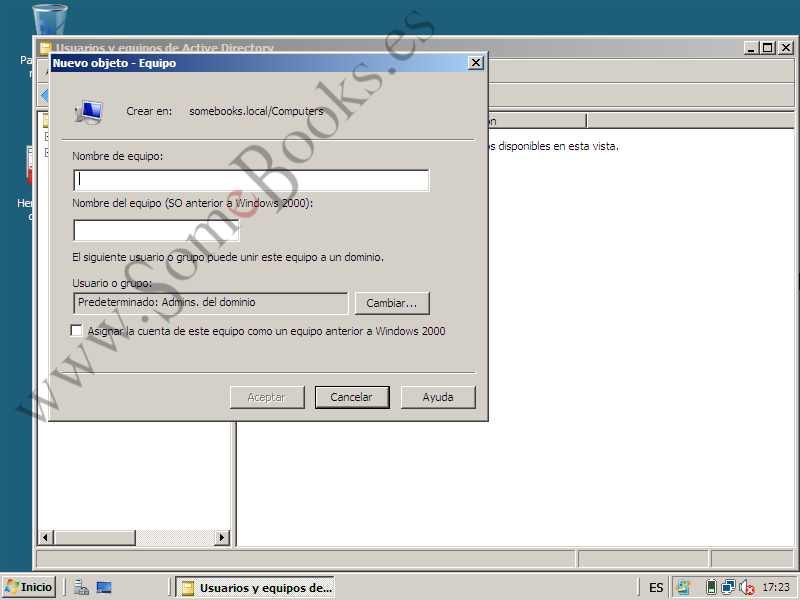 Pa
r
Usuarios y equipos de Active Directory
Nuevo objeto - Equipo
Crear en: somebooks.local/Computers
Nombre de equipo:
Nombre del equipo (SO anterior a Windows 2000):
El siguiente usuario o grupo puede unir este equipo a un dominio.
Usuario o grupo:
Predeterminado: Admins. del dominio
Cambiar...
Asignar la cuenta de este equipo como un equipo anterior a Windows 2000
Aceptar
Cancelar
Ayuda
ón
os disponibles en esta vista.
Her
c
www.SomeBooks.es
Inicio
Usuarios y equipos de...
ES
17:23